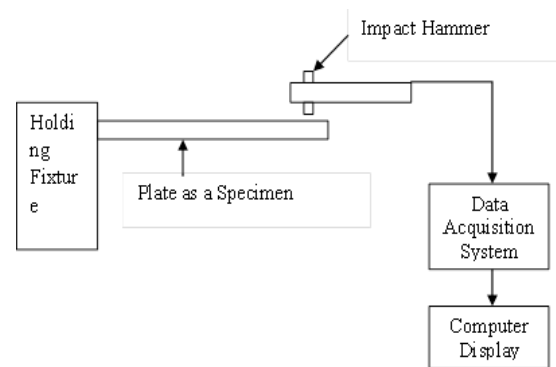 Impact Hammer
Holdi
ng
Fixtur
e
Plate as a Specimen
Data
Acquisition
System
Computer
Display